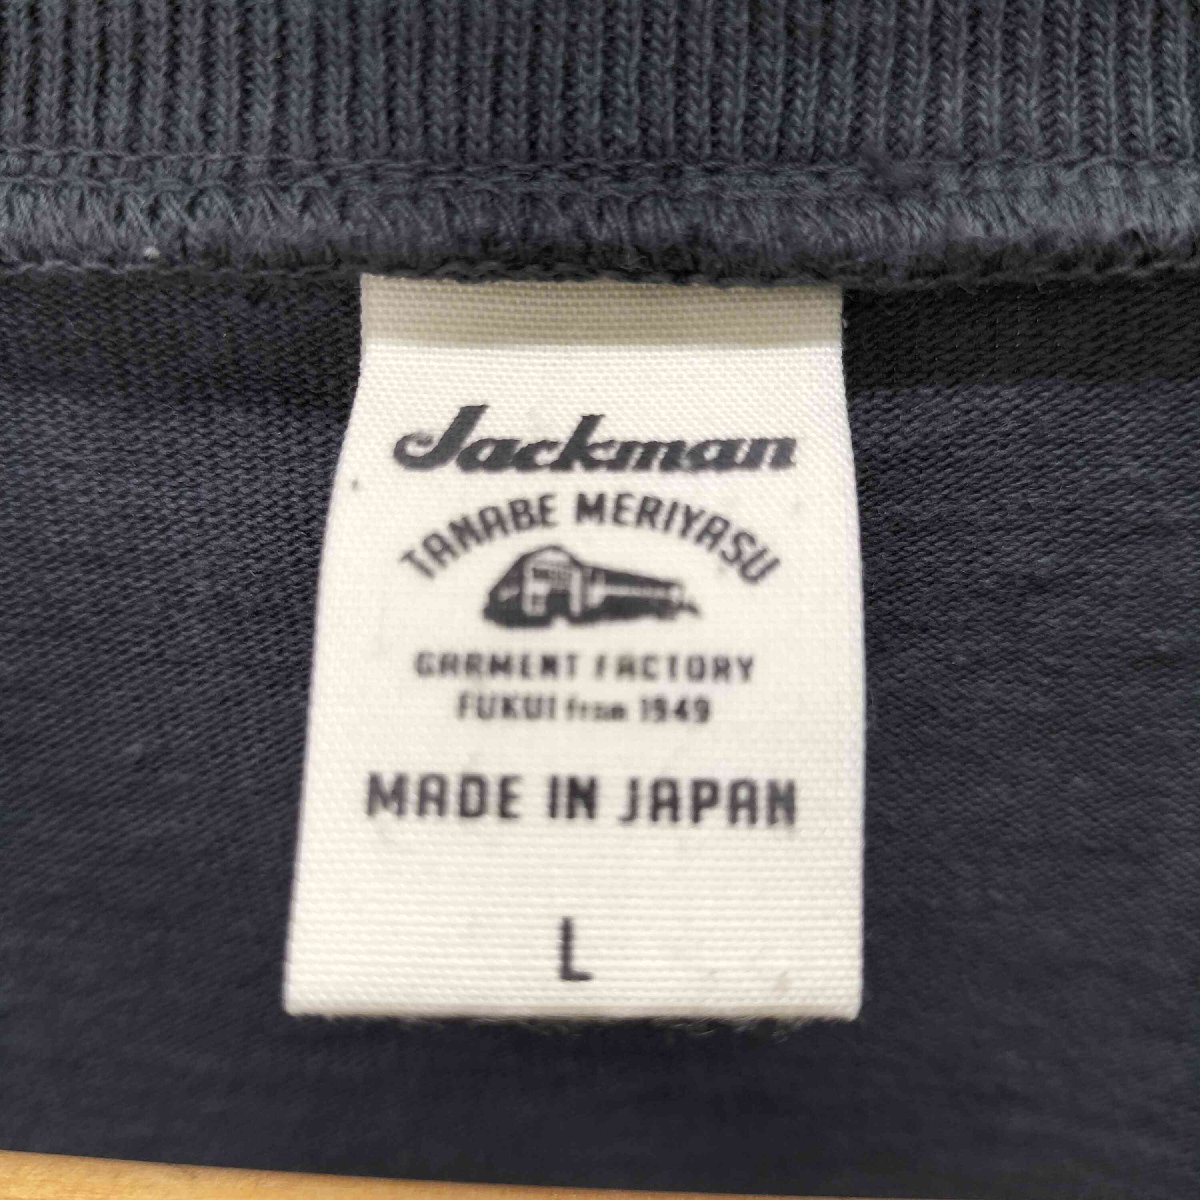 Jackman
TANABE MERIYASU
GARMENT FACTORY
FUKUI from 1949
MADE IN JAPAN
L